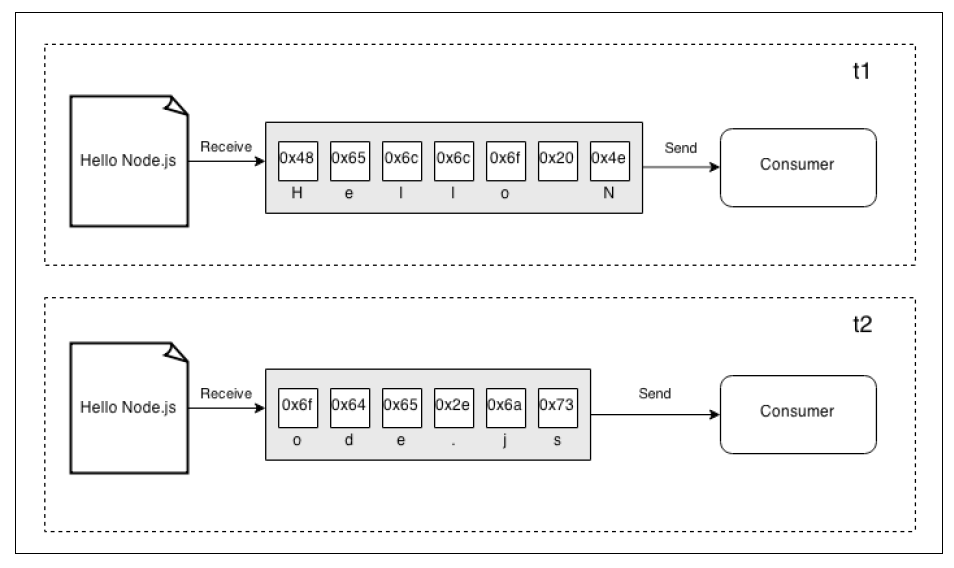 t1
Hello Node.js
Receive
0x48 0x65 0x6c 0x6c 0x6f 0x20 0x4e
H e l l o N
Send
Consumer
t2
Hello Node.js
Receive
0x6f 0x64 0x65 0x2e 0x6a 0x73
o d e . j s
Send
Consumer